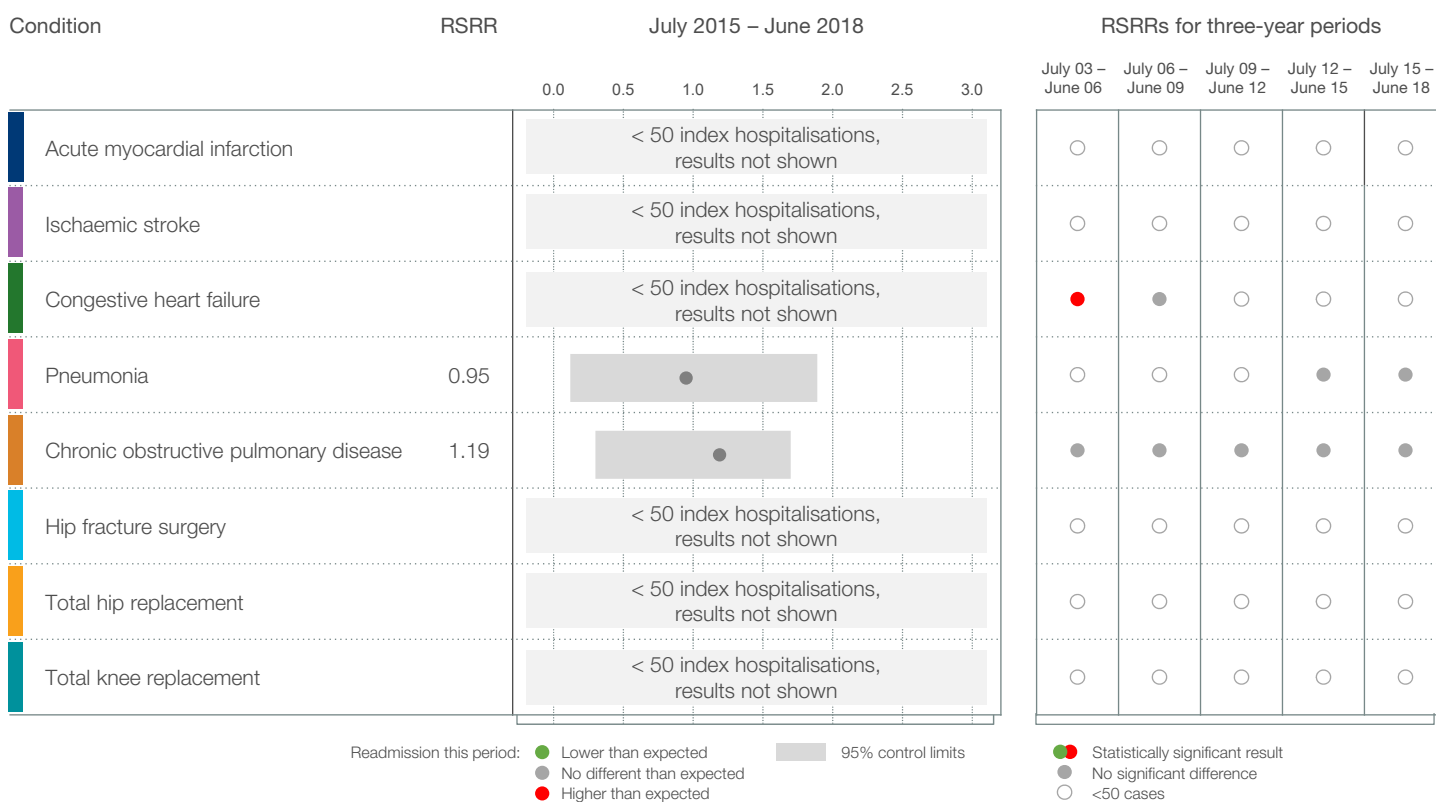 Condition RSRR July 2015 – June 2018 RSRRs for three-year periods
July 03 – July 06 – July 09 – July 12 – July 15 –
June 06 June 09 June 12 June 15 June 18
0.0 0.5 1.0 1.5 2.0 2.5 3.0
Acute myocardial infarction
< 50 index hospitalisations,
results not shown
Ischaemic stroke
< 50 index hospitalisations,
results not shown
Congestive heart failure
< 50 index hospitalisations,
results not shown
Pneumonia 0.95
Chronic obstructive pulmonary disease 1.19
Hip fracture surgery
< 50 index hospitalisations,
results not shown
Total hip replacement
< 50 index hospitalisations,
results not shown
Total knee replacement
< 50 index hospitalisations,
results not shown
Readmission this period: Lower than expected 95% control limits Statistically significant result
No different than expected No significant difference
Higher than expected <50 cases